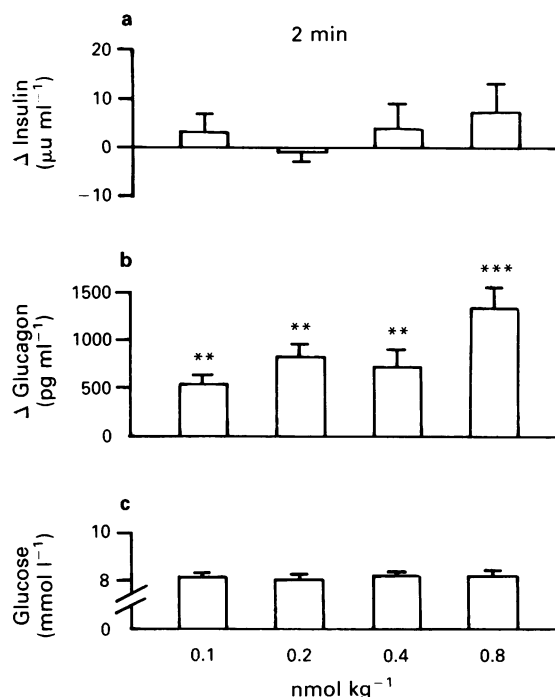 a
2 min
Δ Insulin
(μu ml⁻¹)
20
10
0
−10
b
Δ Glucagon
(pg ml⁻¹)
1500
1000
500
0
**
**
**
***
c
Glucose
(mmol l⁻¹)
10
8
0
0.1 0.2 0.4 0.8
nmol kg⁻¹